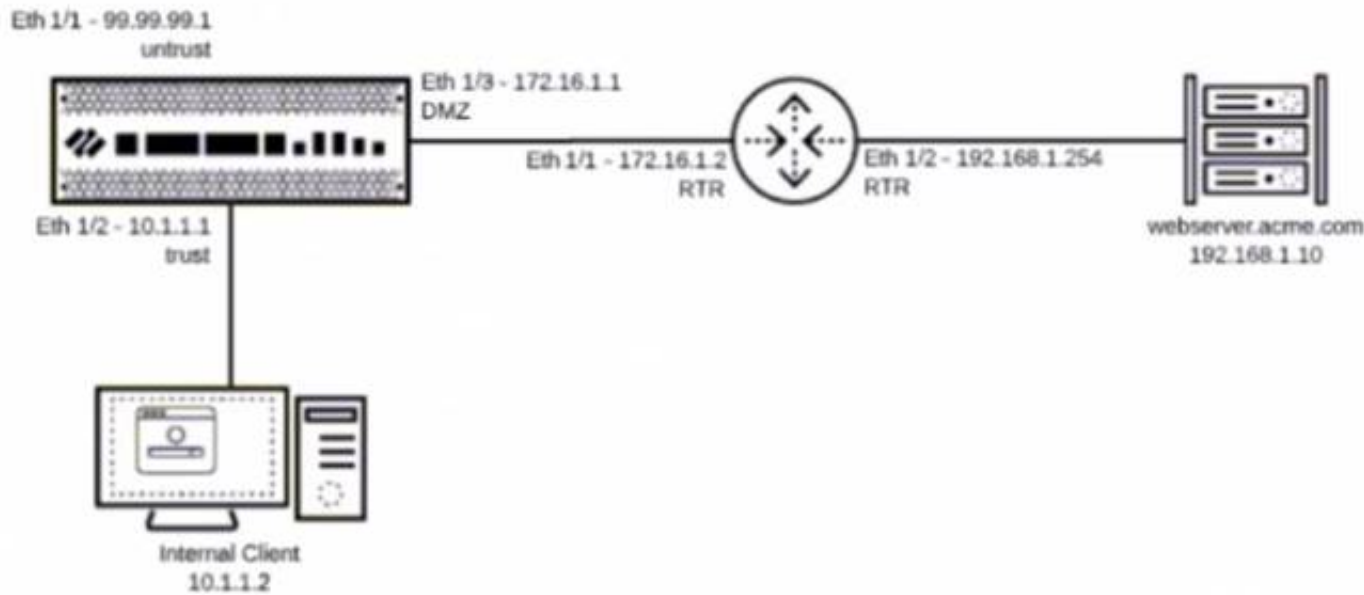 Eth 1/1 - 99.99.99.1
untrust
Eth 1/3 - 172.16.1.1
DMZ
Eth 1/1 - 172.16.1.2
RTR
Eth 1/2 - 192.168.1.254
RTR
Eth 1/2 - 10.1.1.1
trust
webserver.acme.com
192.168.1.10
Internal Client
10.1.1.2